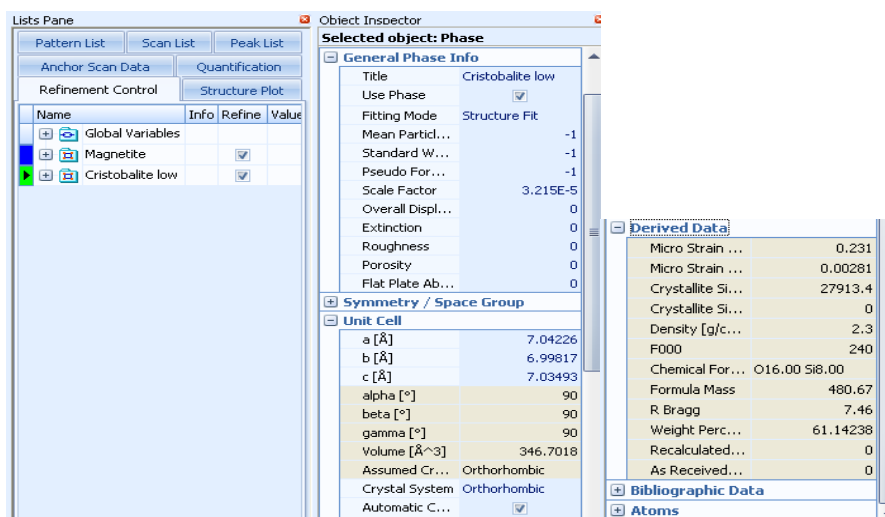 Lists Pane
Pattern List Scan List Peak List
Anchor Scan Data Quantification
Refinement Control Structure Plot
Name Info Refine Value
Global Variables
Magnetite
Cristobalite low
Object Inspector
Selected object: Phase
General Phase Info
Title Cristobalite low
Use Phase
Fitting Mode Structure Fit
Mean Particl... -1
Standard W... -1
Pseudo For... -1
Scale Factor 3.215E-5
Overall Displ... 0
Extinction 0
Roughness 0
Porosity 0
Flat Plate Ab... 0
Symmetry / Space Group
Unit Cell
a [Å] 7.04226
b [Å] 6.99817
c [Å] 7.03493
alpha [°] 90
beta [°] 90
gamma [°] 90
Volume [Å^3] 346.7018
Assumed Cr... Orthorhombic
Crystal System Orthorhombic
Automatic C...
Derived Data
Micro Strain ... 0.231
Micro Strain ... 0.00281
Crystallite Si... 27913.4
Crystallite Si... 0
Density [g/c... 2.3
F000 240
Chemical For... O16.00 Si8.00
Formula Mass 480.67
R Bragg 7.46
Weight Perc... 61.14238
Recalculated... 0
As Received... 0
Bibliographic Data
Atoms